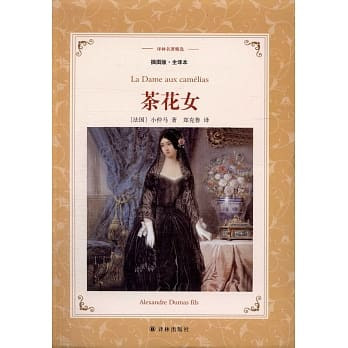 译林名著精选
插图版·全译本
La Dame aux camélias
茶花女
[法国] 小仲马 著 郑克鲁 译
Alexandre Dumas fils
译林出版社